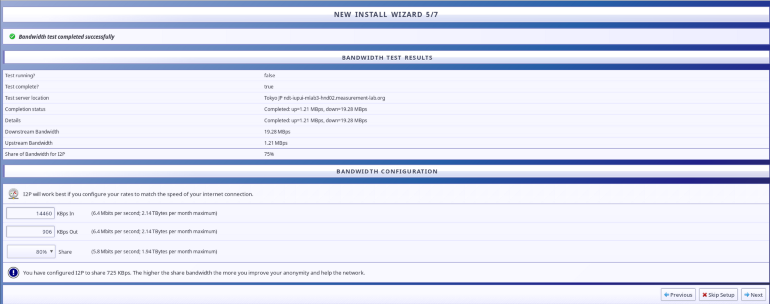 NEW INSTALL WIZARD 5/7
Bandwidth test completed successfully
BANDWIDTH TEST RESULTS
Test running? false
Test complete? true
Test server location Tokyo JP ndt-iupui-mlab3-hnd02.measurement-lab.org
Completion status Completed: up=1.21 MBps, down=19.28 MBps
Details Completed: up=1.21 MBps, down=19.28 MBps
Downstream Bandwidth 19.28 MBps
Upstream Bandwidth 1.21 MBps
Share of Bandwidth for I2P 75%
BANDWIDTH CONFIGURATION
I2P will work best if you configure your rates to match the speed of your internet connection.
14460 KBps In (6.4 Mbits per second; 2.14 TBytes per month maximum)
906 KBps Out (6.4 Mbits per second; 2.14 TBytes per month maximum)
80% Share (5.8 Mbits per second; 1.94 TBytes per month maximum)
You have configured I2P to share 725 KBps. The higher the share bandwidth the more you improve your anonymity and help the network.
Previous Skip Setup Next